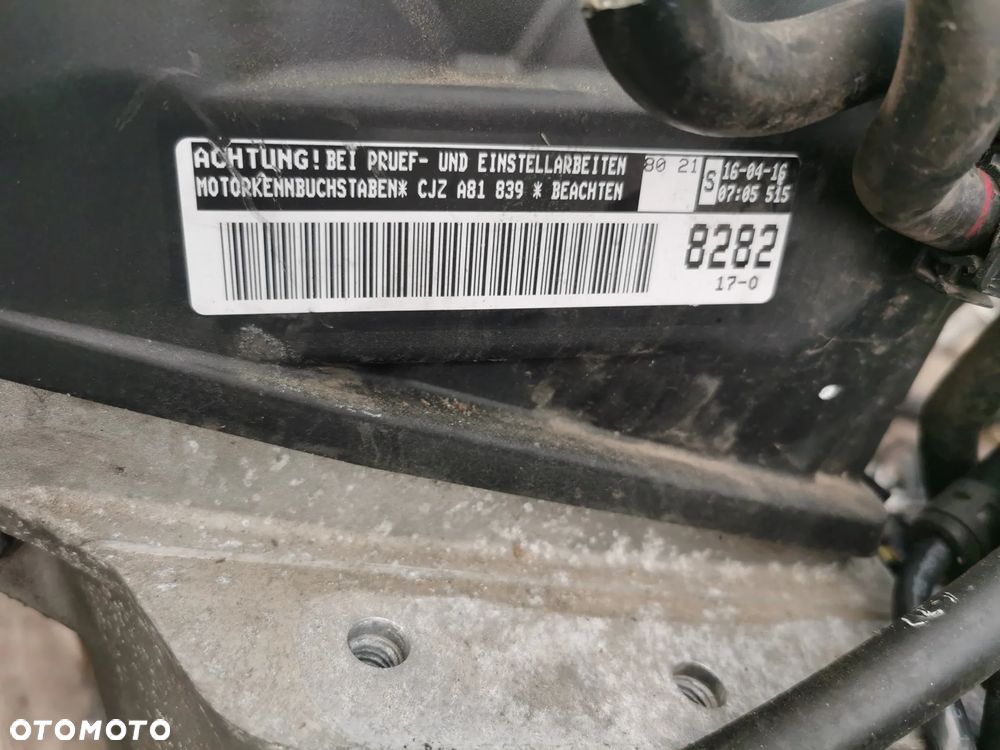 ACHTUNG! BEI PRUEF- UND EINSTELLARBEITEN
MOTORKENNBUCHSTABEN* CJZ A81 839 * BEACHTEN
80 21
S
16-04-16
07:05 515
8282
17-0
OTOMOTO